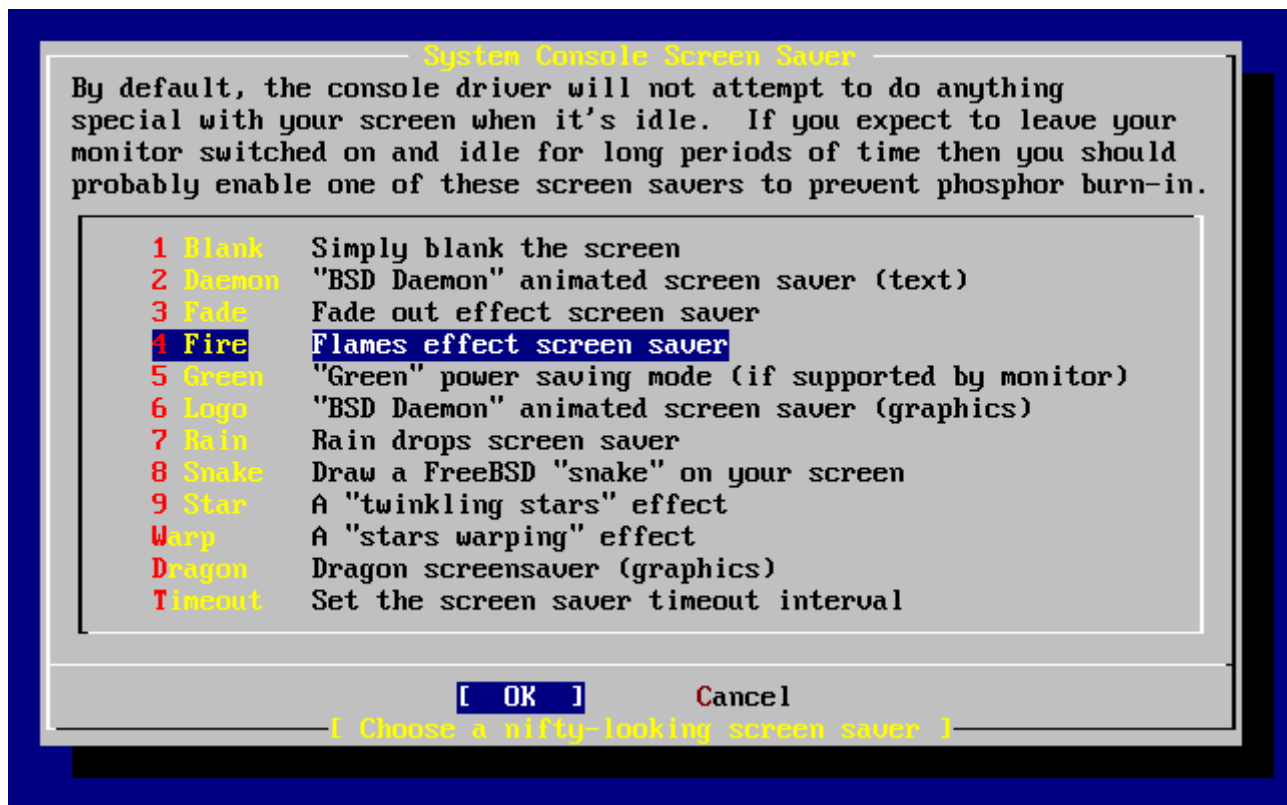 System Console Screen Saver
By default, the console driver will not attempt to do anything
special with your screen when it's idle.  If you expect to leave your
monitor switched on and idle for long periods of time then you should
probably enable one of these screen savers to prevent phosphor burn-in.
1 Blank   Simply blank the screen
2 Daemon  "BSD Daemon" animated screen saver (text)
3 Fade    Fade out effect screen saver
4 Fire    Flames effect screen saver
5 Green   "Green" power saving mode (if supported by monitor)
6 Logo    "BSD Daemon" animated screen saver (graphics)
7 Rain    Rain drops screen saver
8 Snake   Draw a FreeBSD "snake" on your screen
9 Star    A "twinkling stars" effect
Warp      A "stars warping" effect
Dragon    Dragon screensaver (graphics)
Timeout   Set the screen saver timeout interval
[  OK  ]       Cancel
[ Choose a nifty-looking screen saver ]